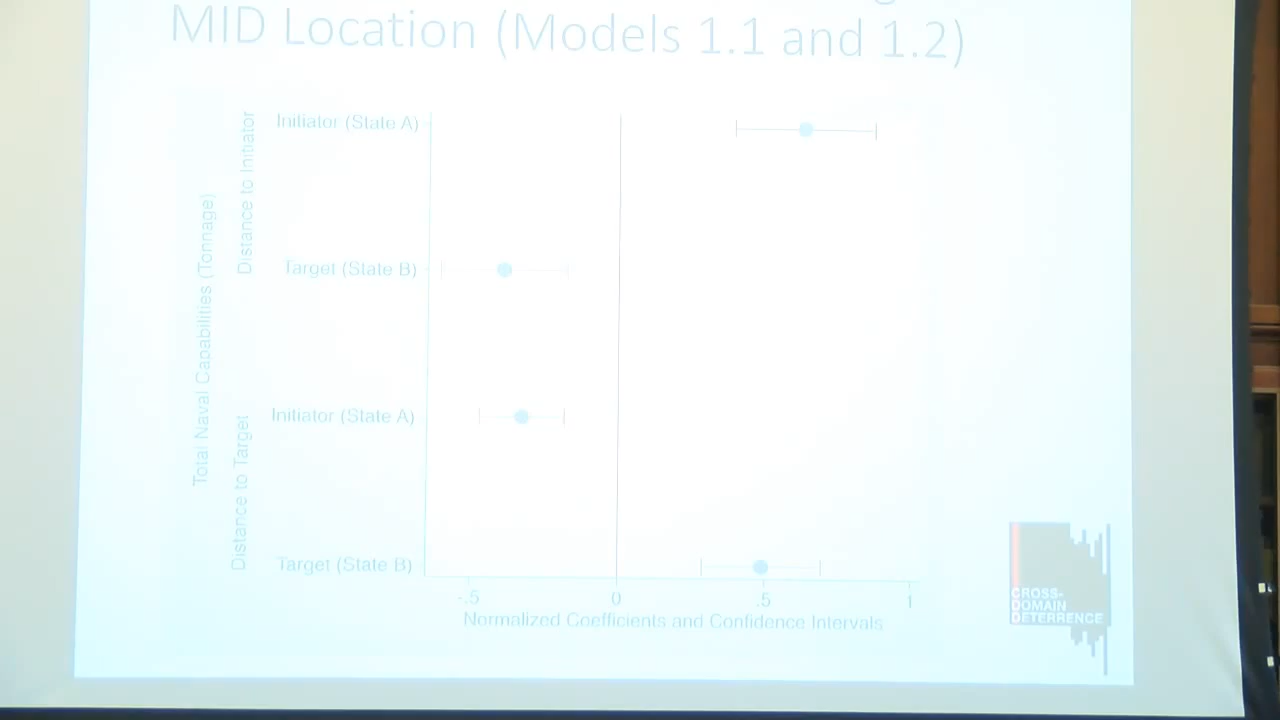 MID Location (Models 1.1 and 1.2)
Total Naval Capabilities (Tonnage)
Distance to Initiator
Initiator (State A)
Target (State B)
Distance to Target
Initiator (State A)
Target (State B)
-.5 0 .5 1
Normalized Coefficients and Confidence Intervals
CROSS-
DOMAIN
DETERRENCE